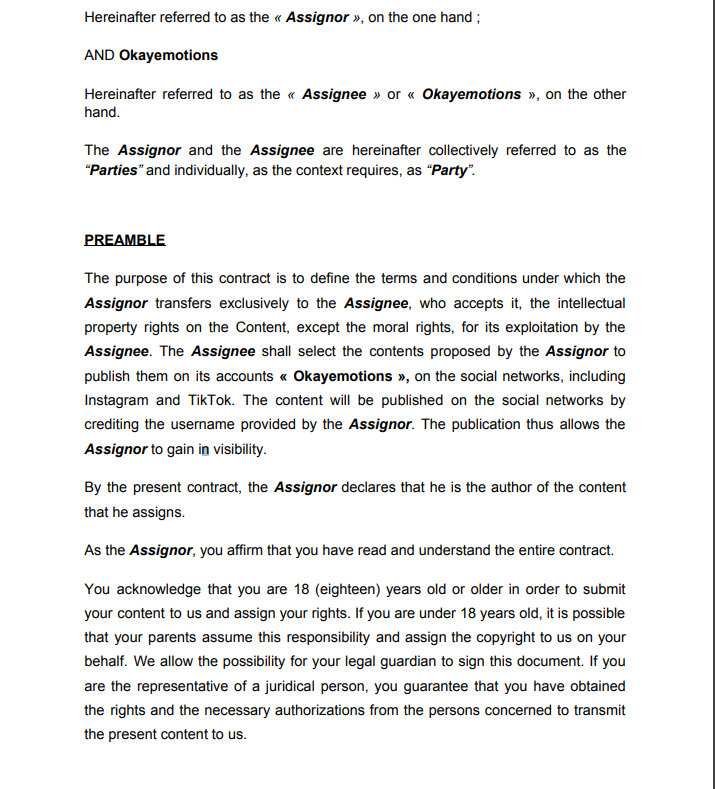 Hereinafter referred to as the « Assignor », on the one hand ;
AND Okayemotions
Hereinafter referred to as the « Assignee » or « Okayemotions », on the other
hand.
The Assignor and the Assignee are hereinafter collectively referred to as the
“Parties” and individually, as the context requires, as “Party”.
PREAMBLE
The purpose of this contract is to define the terms and conditions under which the
Assignor transfers exclusively to the Assignee, who accepts it, the intellectual
property rights on the Content, except the moral rights, for its exploitation by the
Assignee. The Assignee shall select the contents proposed by the Assignor to
publish them on its accounts « Okayemotions », on the social networks, including
Instagram and TikTok. The content will be published on the social networks by
crediting the username provided by the Assignor. The publication thus allows the
Assignor to gain in visibility.
By the present contract, the Assignor declares that he is the author of the content
that he assigns.
As the Assignor, you affirm that you have read and understand the entire contract.
You acknowledge that you are 18 (eighteen) years old or older in order to submit
your content to us and assign your rights. If you are under 18 years old, it is possible
that your parents assume this responsibility and assign the copyright to us on your
behalf. We allow the possibility for your legal guardian to sign this document. If you
are the representative of a juridical person, you guarantee that you have obtained
the rights and the necessary authorizations from the persons concerned to transmit
the present content to us.